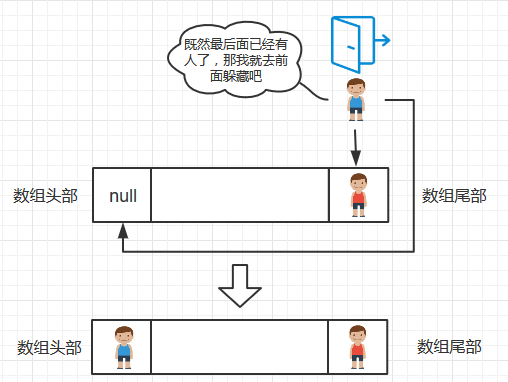 既然最后面已经有
人了，那我就去前
面躲藏吧
数组头部
null
数组尾部
数组头部
数组尾部